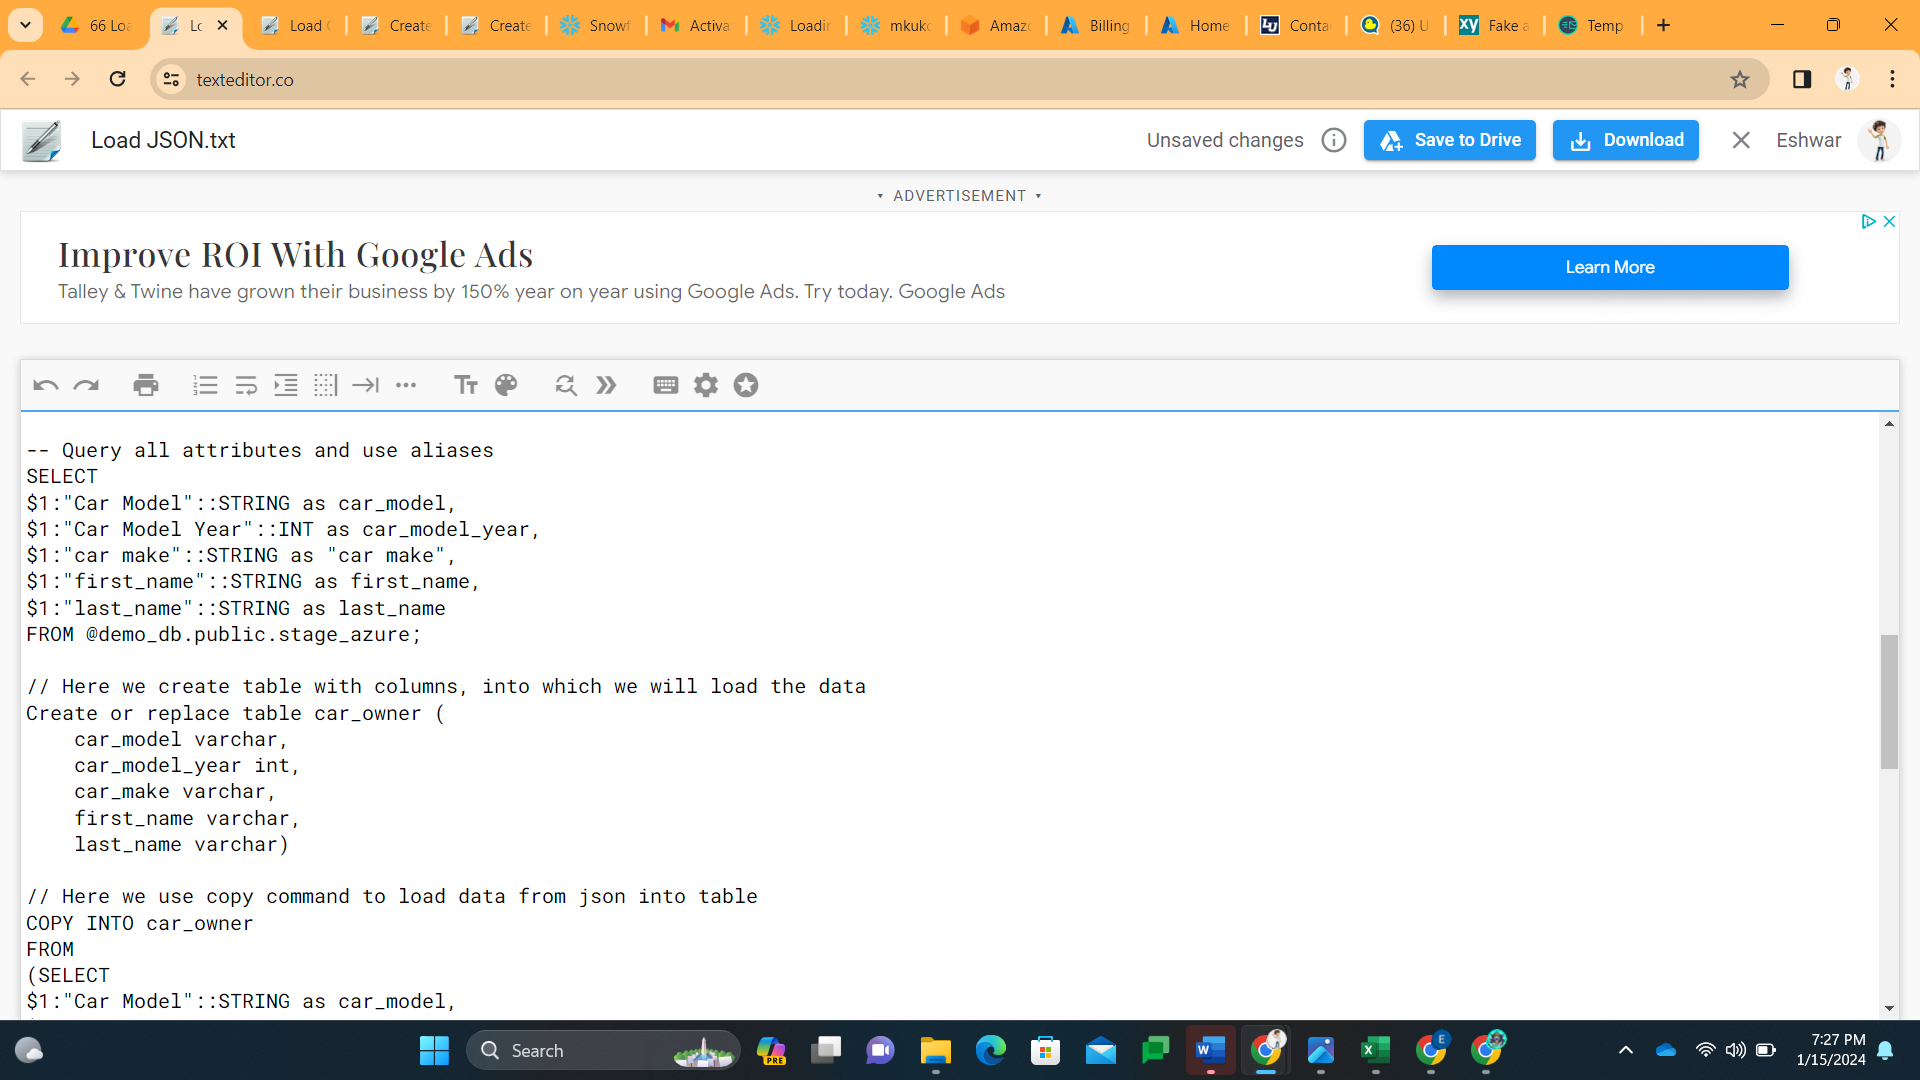 66 Loa
Lo
Load C
Create
Create
Snowf
Activa
Loadin
mkukc
Amazo
Billing
Home
Conta
(36) U
Fake a
Temp
texteditor.co
Load JSON.txt
Unsaved changes
Save to Drive
Download
Eshwar
ADVERTISEMENT
Improve ROI With Google Ads
Talley & Twine have grown their business by 150% year on year using Google Ads. Try today. Google Ads
Learn More
-- Query all attributes and use aliases
SELECT
$1:"Car Model"::STRING as car_model,
$1:"Car Model Year"::INT as car_model_year,
$1:"car make"::STRING as "car make",
$1:"first_name"::STRING as first_name,
$1:"last_name"::STRING as last_name
FROM @demo_db.public.stage_azure;
// Here we create table with columns, into which we will load the data
Create or replace table car_owner (
car_model varchar,
car_model_year int,
car_make varchar,
first_name varchar,
last_name varchar)
// Here we use copy command to load data from json into table
COPY INTO car_owner
FROM
(SELECT
$1:"Car Model"::STRING as car_model,
Search
7:27 PM
1/15/2024